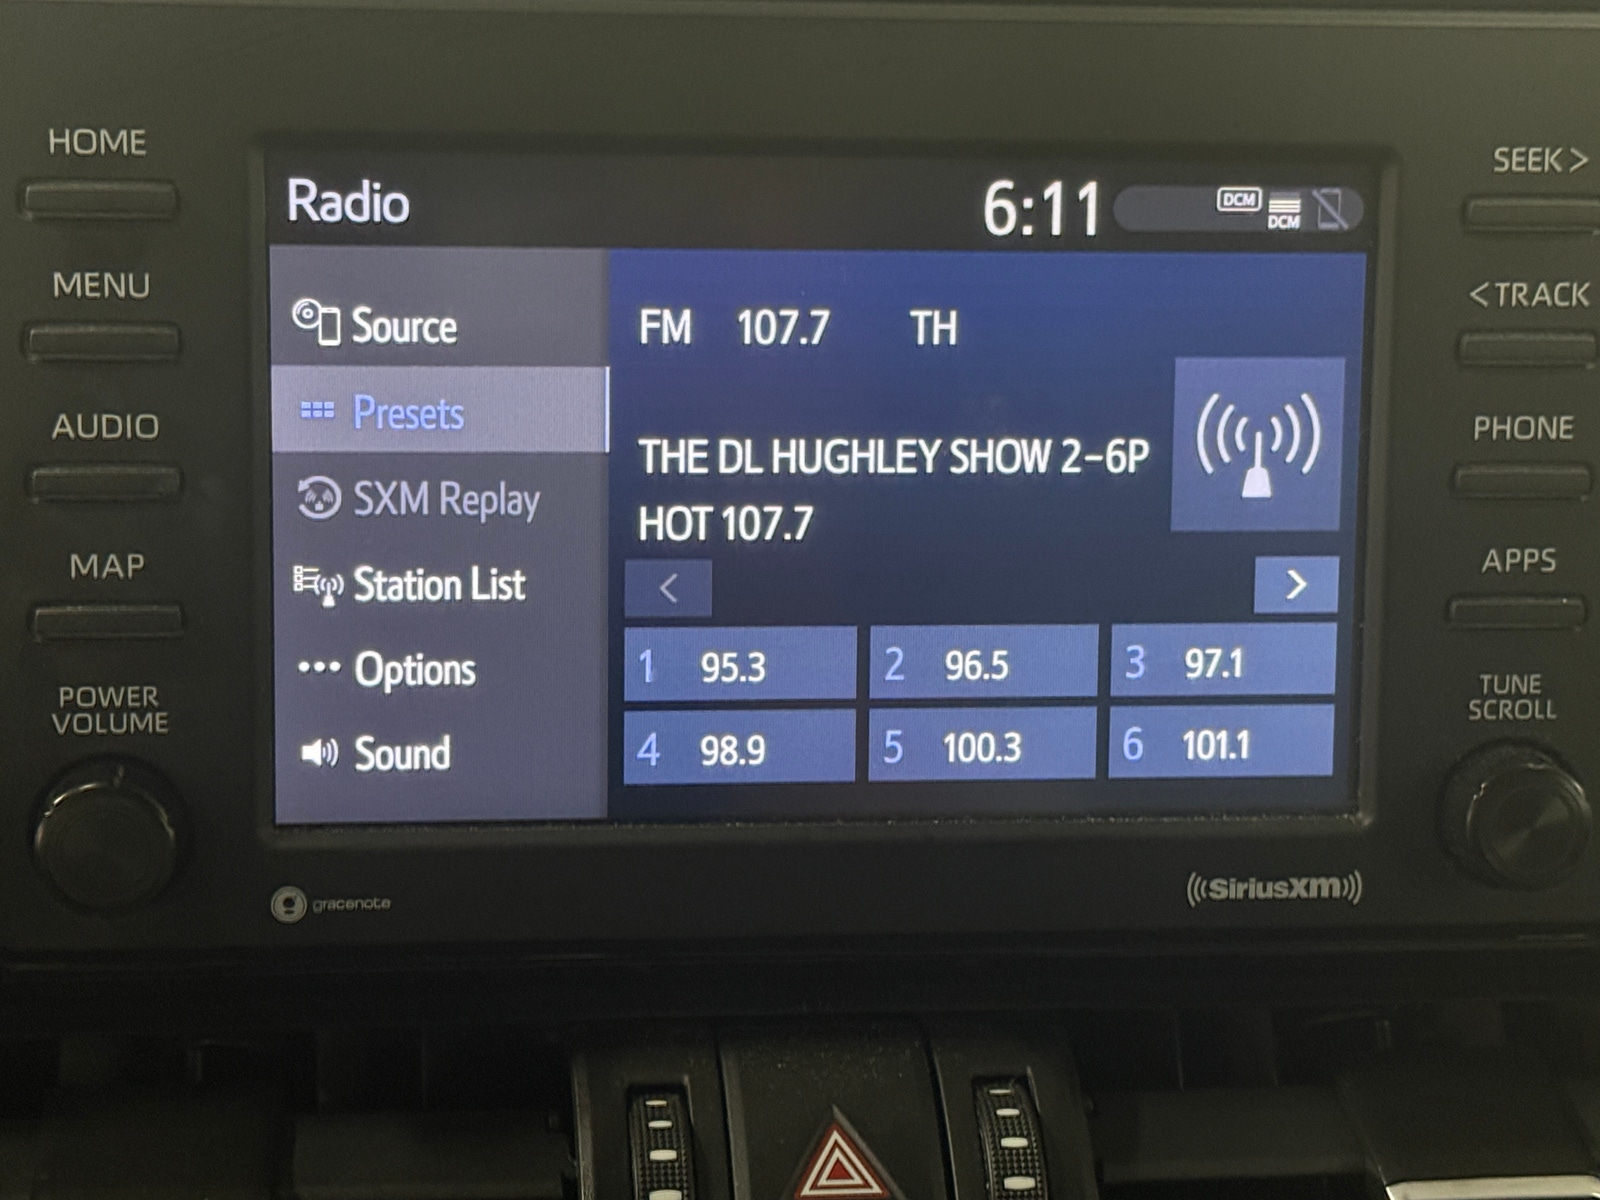 HOME
MENU
AUDIO
MAP
POWER
VOLUME
Radio
6:11
DCM
DCM
Source
Presets
SXM Replay
Station List
Options
Sound
FM 107.7 TH
THE DL HUGHLEY SHOW 2-6P
HOT 107.7
< >
1 95.3
2 96.5
3 97.1
4 98.9
5 100.3
6 101.1
SEEK >
< TRACK
PHONE
APPS
TUNE
SCROLL
gracenote
SiriusXM